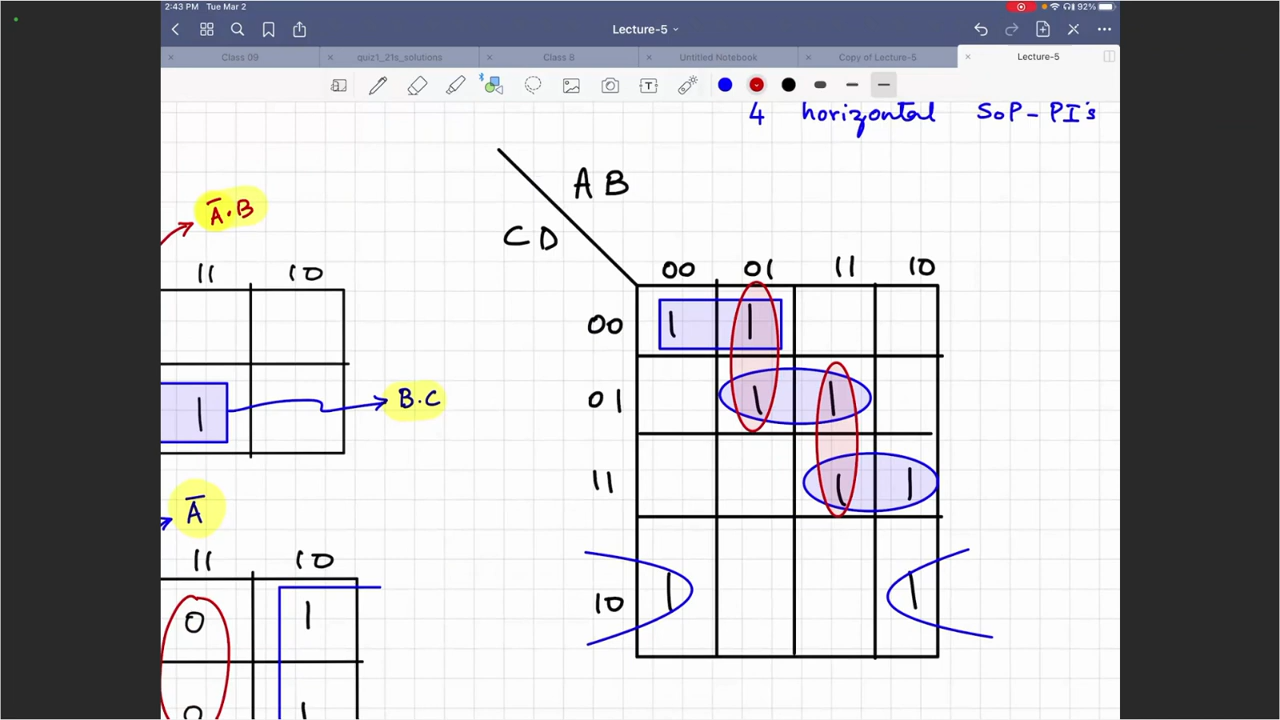 2:43 PM Tue Mar 2
92%
Lecture-5
Class 09
quiz1_21s_solutions
Class 8
Untitled Notebook
Copy of Lecture-5
Lecture-5
4 horizontal SoP-PI's
A B
C D
00 01 11 10
00 1 1
01 1 1
11 1 1
10 1 1
Ā·B
11 10
1
B·C
Ā
11 10
0 1
0 1